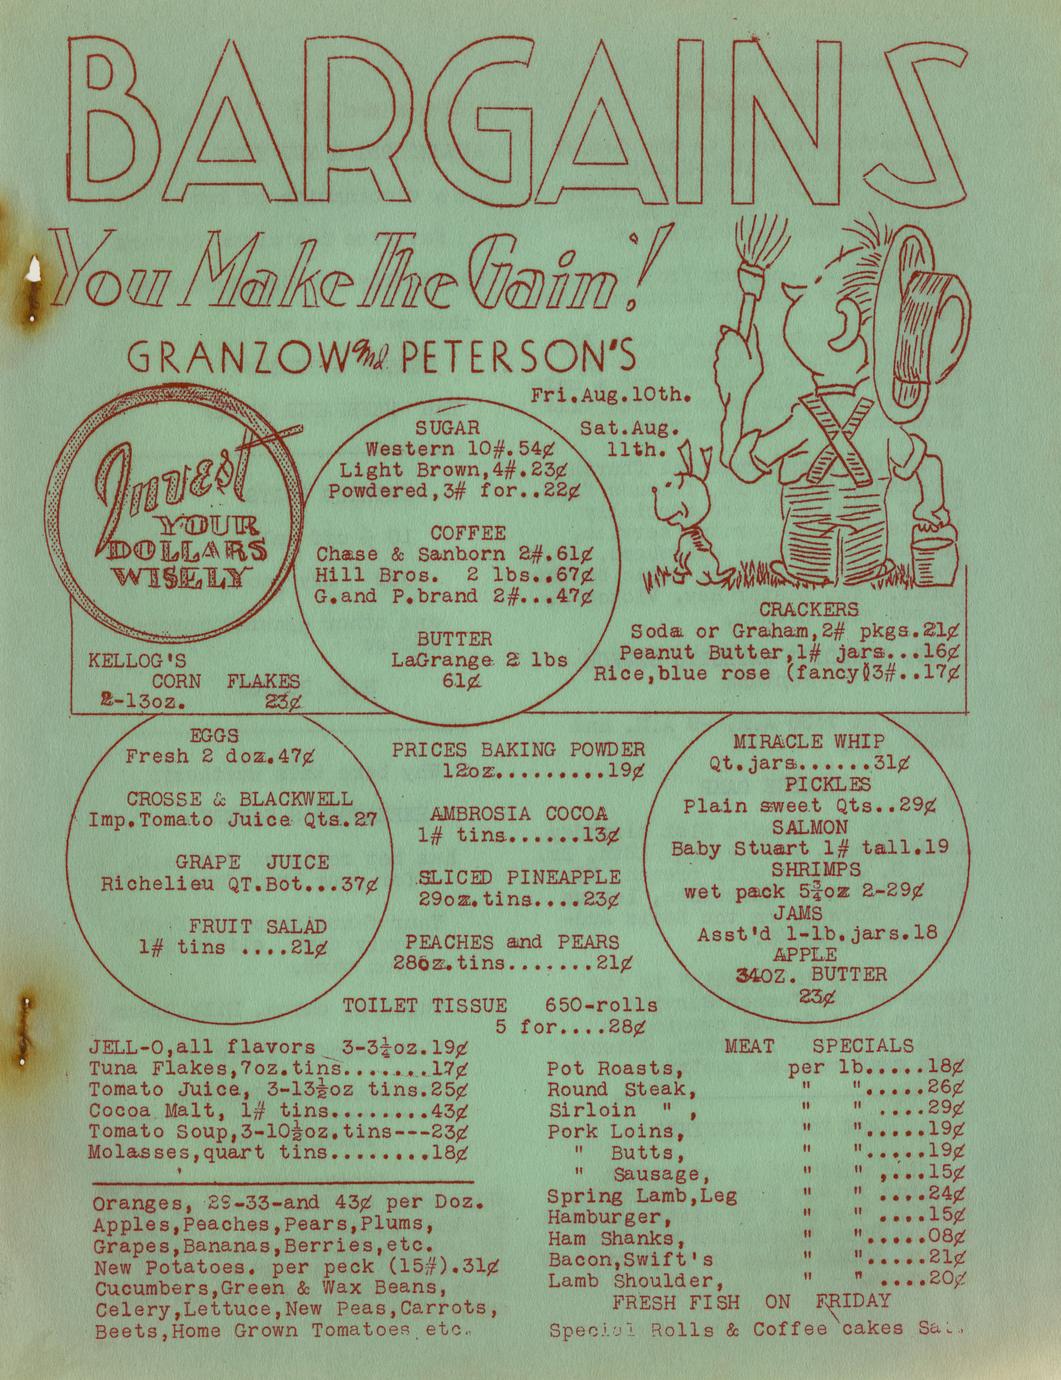 BARGAINS
You Make The Gain!
GRANZOW and PETERSON'S
Fri.Aug.10th.
Sat.Aug.
11th.
Invest
YOUR
DOLLARS
WISELY
SUGAR
Western 10#.54¢
Light Brown,4#.23¢
Powdered,3# for..22¢
COFFEE
Chase & Sanborn 2#.61¢
Hill Bros. 2 lbs..67¢
G.and P.brand 2#...47¢
BUTTER
LaGrange 2 lbs
61¢
CRACKERS
Soda or Graham,2# pkgs.21¢
Peanut Butter,1# jars...16¢
Rice,blue rose (fancy)3#..17¢
KELLOG'S
CORN FLAKES
2-13oz. 23¢
EGGS
Fresh 2 doz.47¢
CROSSE & BLACKWELL
Imp.Tomato Juice Qts.27
GRAPE JUICE
Richelieu QT.Bot...37¢
FRUIT SALAD
1# tins ....21¢
PRICES BAKING POWDER
12oz.........19¢
AMBROSIA COCOA
1# tins......13¢
SLICED PINEAPPLE
29oz.tins....23¢
PEACHES and PEARS
28oz.tins.......21¢
MIRACLE WHIP
Qt.jars......31¢
PICKLES
Plain sweet Qts..29¢
SALMON
Baby Stuart 1# tall.19
SHRIMPS
wet pack 5¾oz 2-29¢
JAMS
Asst'd 1-lb.jars.18
APPLE
34OZ. BUTTER
23¢
TOILET TISSUE 650-rolls
5 for....28¢
JELL-O,all flavors 3-3½oz.19¢
Tuna Flakes,7oz.tins.......17¢
Tomato Juice, 3-13½oz tins.25¢
Cocoa Malt, 1# tins........43¢
Tomato Soup,3-10½oz.tins---23¢
Molasses,quart tins........18¢
Oranges, 29-33-and 43¢ per Doz.
Apples,Peaches,Pears,Plums,
Grapes,Bananas,Berries,etc.
New Potatoes. per peck (15#).31¢
Cucumbers,Green & Wax Beans,
Celery,Lettuce,New Peas,Carrots,
Beets,Home Grown Tomatoes etc.
MEAT SPECIALS
Pot Roasts, per lb.....18¢
Round Steak, " ".....26¢
Sirloin " , " " ....29¢
Pork Loins, " ".....19¢
" Butts, " ".....19¢
" Sausage, " " ,...15¢
Spring Lamb,Leg " " ....24¢
Hamburger, " " ....15¢
Ham Shanks, " ".....08¢
Bacon,Swift's " ".....21¢
Lamb Shoulder, " " ....20¢
FRESH FISH ON FRIDAY
Special Rolls & Coffee cakes